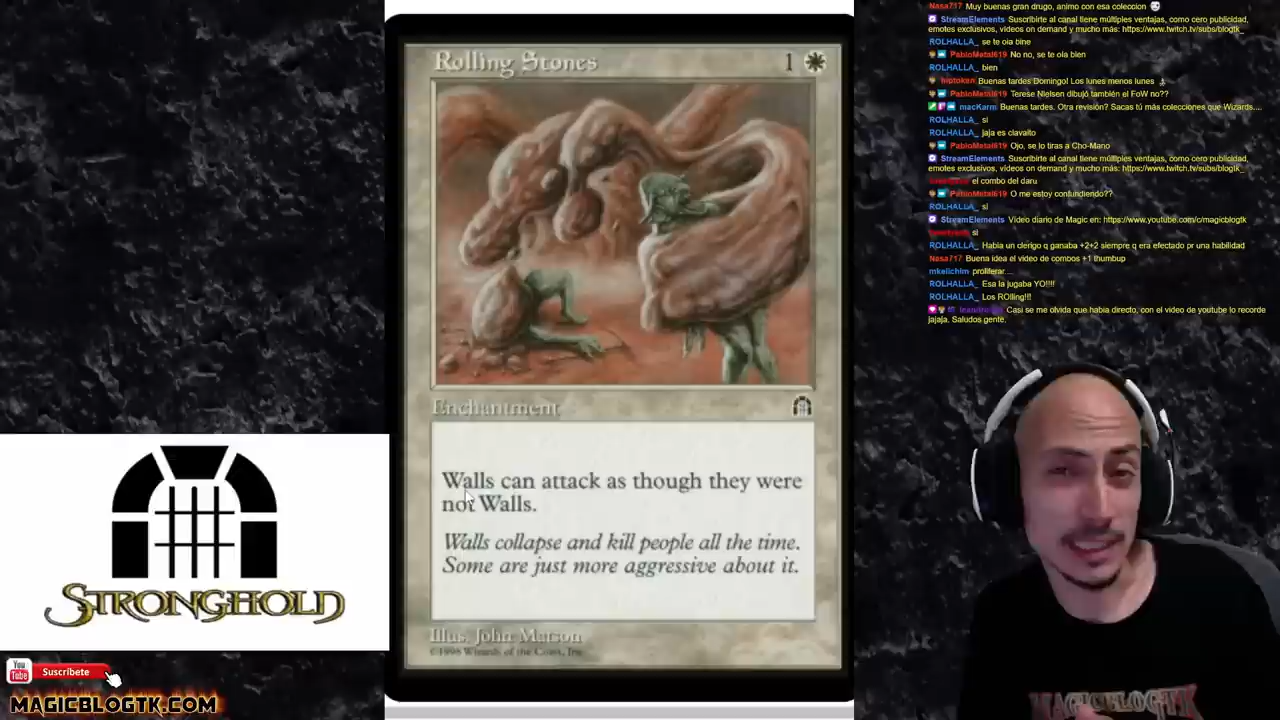 Rolling Stones 1
Enchantment
Walls can attack as though they were
not Walls.
Walls collapse and kill people all the time.
Some are just more aggressive about it.
Illus. John Matson
©1998 Wizards of the Coast, Inc.
STRONGHOLD
You
Tube
Suscríbete
MAGICBLOGTK.COM
Nasa717 Muy buenas gran drugo, animo con esa coleccion
StreamElements Suscribirte al canal tiene múltiples ventajas, como cero publicidad,
emotes exclusivos, vídeos on demand y mucho más: https://www.twitch.tv/subs/blogtk_
ROLHALLA_ se te oia bine
PabloMetal619 No no, se te oía bien
ROLHALLA_ bien
Buenas tardes Domingo! Los lunes menos lunes
PabloMetal619 Terese Nielsen dibujó también el FoW no??
macKarm Buenas tardes. Otra revisión? Sacas tú más colecciones que Wizards....
ROLHALLA_ si
ROLHALLA_ jaja es clavaito
PabloMetal619 Ojo, se lo tiras a Cho-Mano
StreamElements Suscribirte al canal tiene múltiples ventajas, como cero publicidad,
emotes exclusivos, vídeos on demand y mucho más: https://www.twitch.tv/subs/blogtk_
el combo del daru
PabloMetal619 O me estoy confundiendo??
ROLHALLA_ si
StreamElements Vídeo diario de Magic en: https://www.youtube.com/c/magicblogtk
si
ROLHALLA_ Habia un clerigo q ganaba +2+2 siempre q era efectado pr una habilidad
Nasa717 Buena idea el video de combos +1 thumbup
mkeiichim proliferar....
ROLHALLA_ Esa la jugaba YO!!!!
ROLHALLA_ Los ROlling!!!
Casi se me olvida que habia directo, con el video de youtube lo recorde
jajaja. Saludos gente.
MAGICBLOGTK